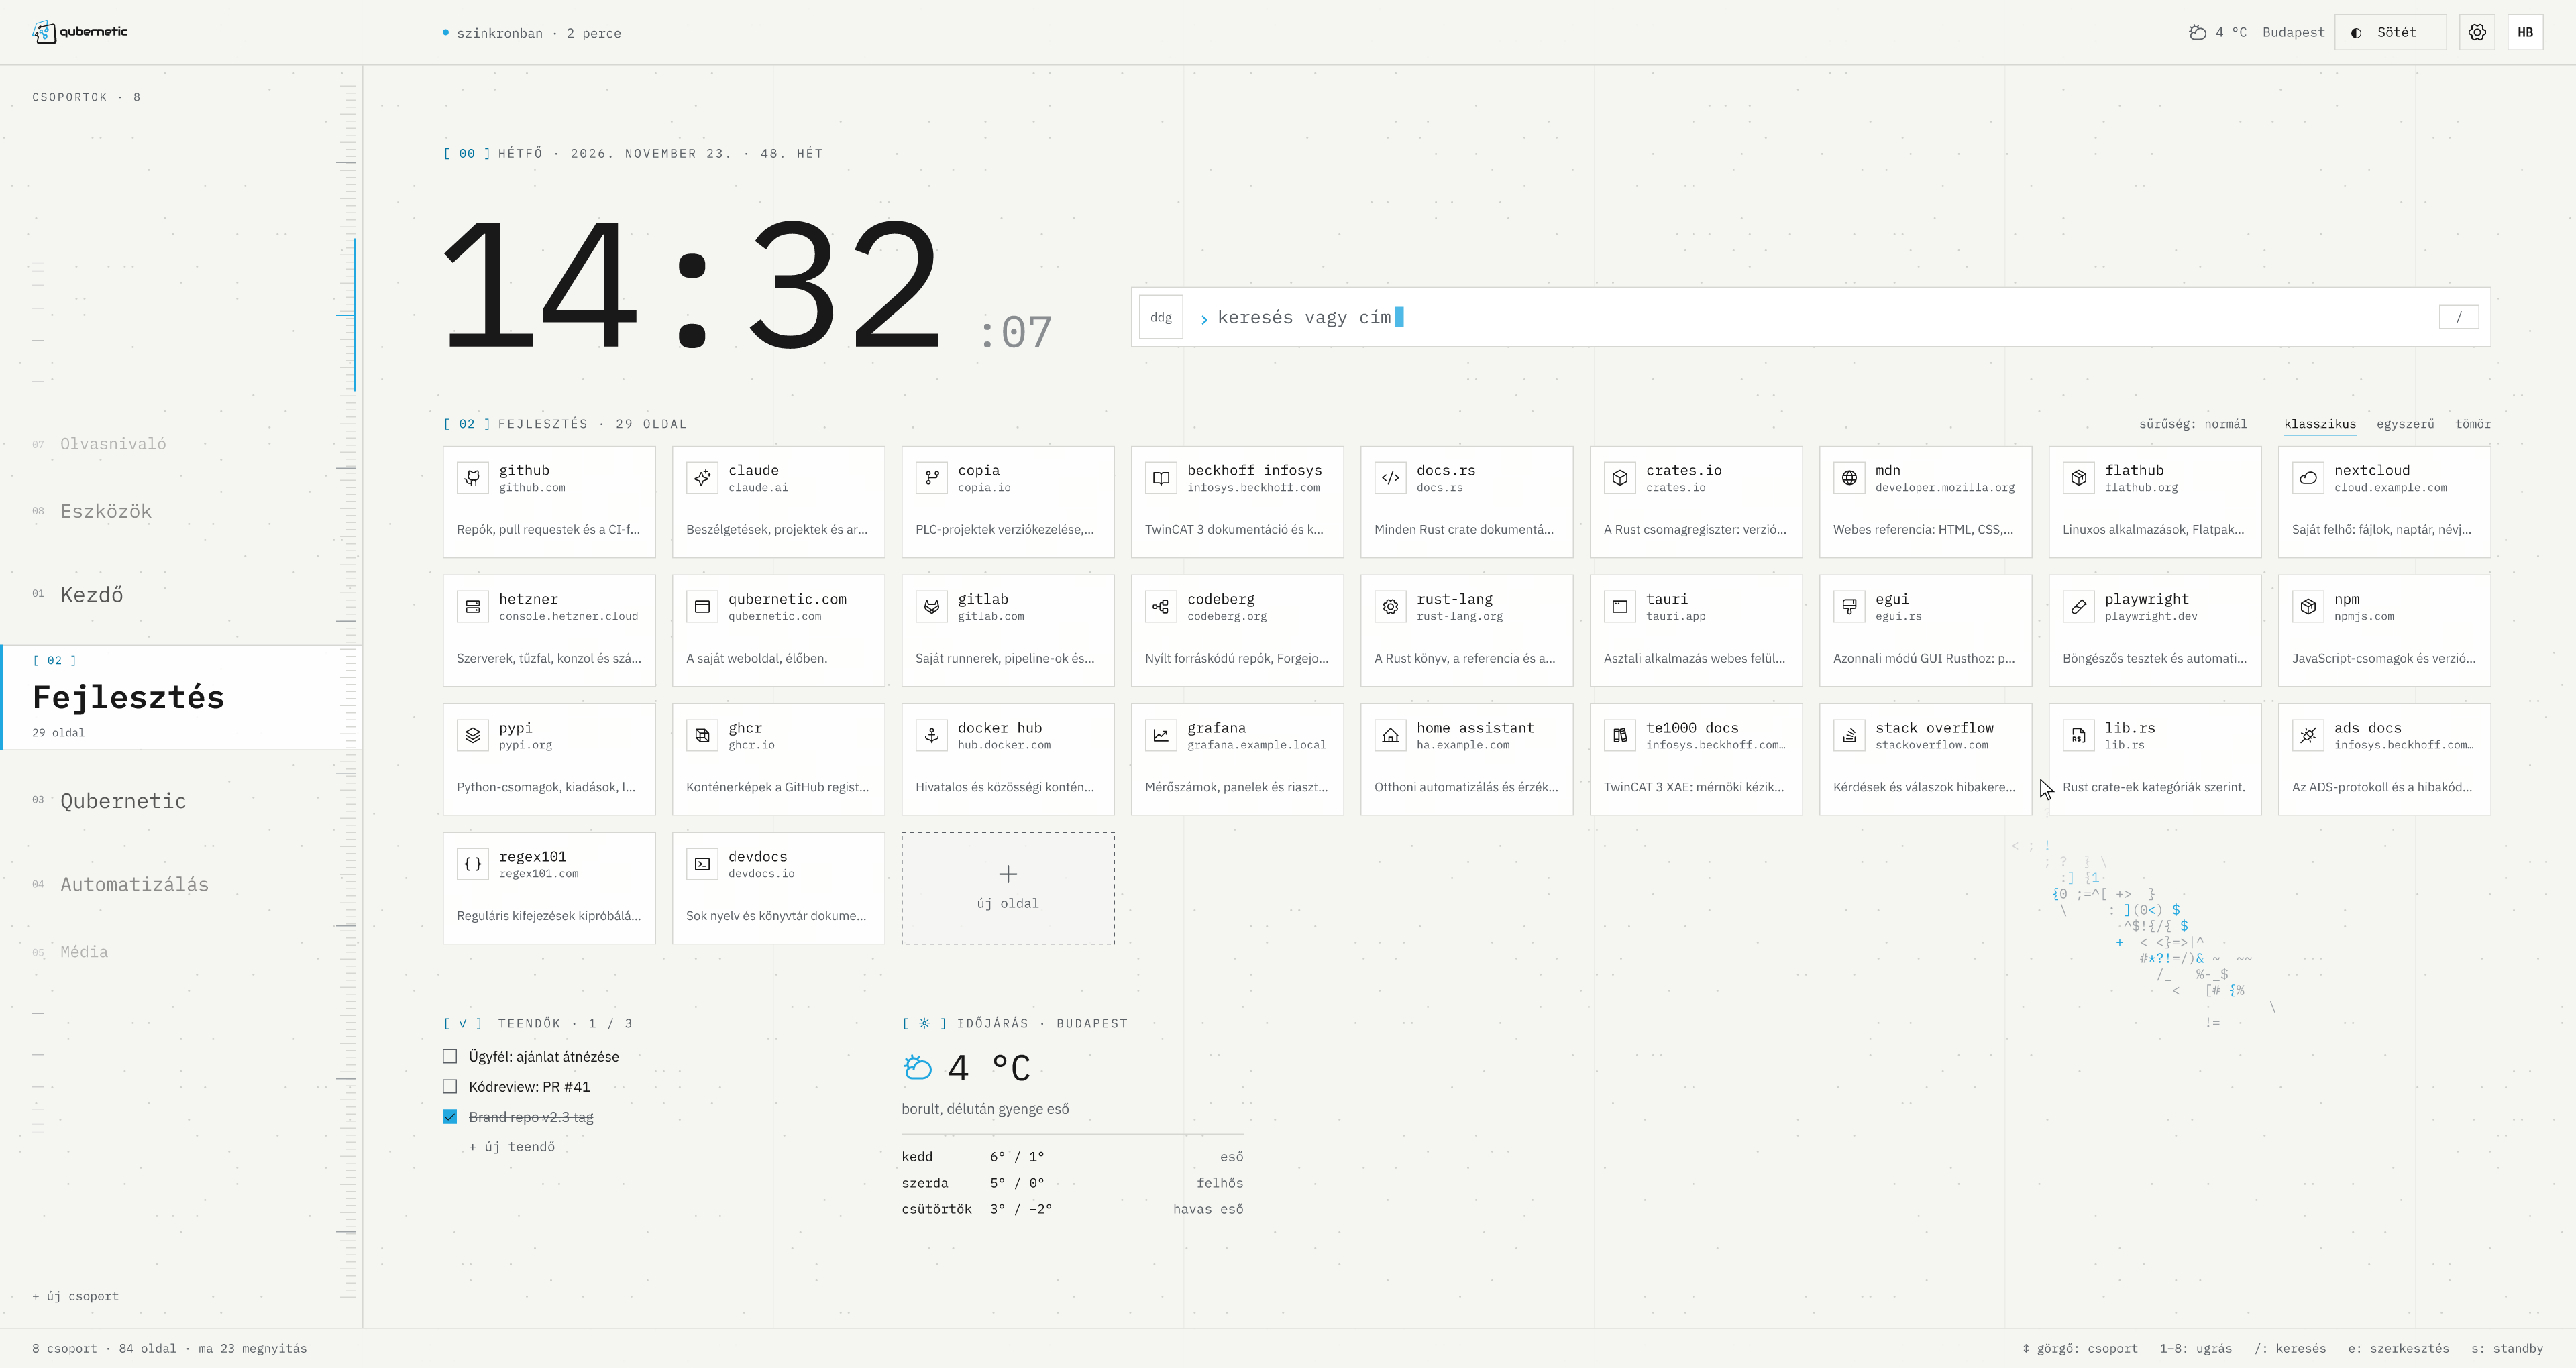 qubernetic
szinkronban · 2 perce
4 °C Budapest
Sötét
HB
CSOPORTOK · 8
07 Olvasnivaló
08 Eszközök
01 Kezdő
[ 02 ]
Fejlesztés
29 oldal
03 Qubernetic
04 Automatizálás
05 Média
+ új csoport
[ 00 ] HÉTFŐ · 2026. NOVEMBER 23. · 48. HÉT
14:32 :07
ddg › keresés vagy cím /
[ 02 ] FEJLESZTÉS · 29 OLDAL
sűrűség: normál klasszikus egyszerű tömör
github
github.com
Repók, pull requestek és a CI-f...
claude
claude.ai
Beszélgetések, projektek és ar...
copia
copia.io
PLC-projektek verziókezelése,...
beckhoff infosys
infosys.beckhoff.com
TwinCAT 3 dokumentáció és k...
docs.rs
docs.rs
Minden Rust crate dokumentá...
crates.io
crates.io
A Rust csomagregiszter: verzió...
mdn
developer.mozilla.org
Webes referencia: HTML, CSS,...
flathub
flathub.org
Linuxos alkalmazások, Flatpak...
nextcloud
cloud.example.com
Saját felhő: fájlok, naptár, névj...
hetzner
console.hetzner.cloud
Szerverek, tűzfal, konzol és szá...
qubernetic.com
qubernetic.com
A saját weboldal, élőben.
gitlab
gitlab.com
Saját runnerek, pipeline-ok és...
codeberg
codeberg.org
Nyílt forráskódú repók, Forgejo...
rust-lang
rust-lang.org
A Rust könyv, a referencia és a...
tauri
tauri.app
Asztali alkalmazás webes felül...
egui
egui.rs
Azonnali módú GUI Rusthoz: p...
playwright
playwright.dev
Böngészős tesztek és automati...
npm
npmjs.com
JavaScript-csomagok és verzió...
pypi
pypi.org
Python-csomagok, kiadások, l...
ghcr
ghcr.io
Konténerképek a GitHub regist...
docker hub
hub.docker.com
Hivatalos és közösségi kontén...
grafana
grafana.example.local
Mérőszámok, panelek és riaszt...
home assistant
ha.example.com
Otthoni automatizálás és érzék...
te1000 docs
infosys.beckhoff.com…
TwinCAT 3 XAE: mérnöki kézik...
stack overflow
stackoverflow.com
Kérdések és válaszok hibakere...
lib.rs
lib.rs
Rust crate-ek kategóriák szerint.
ads docs
infosys.beckhoff.com…
Az ADS-protokoll és a hibakód...
regex101
regex101.com
Reguláris kifejezések kipróbálá...
devdocs
devdocs.io
Sok nyelv és könyvtár dokume...
új oldal
[ √ ] TEENDŐK · 1 / 3
Ügyfél: ajánlat átnézése
Kódreview: PR #41
Brand repo v2.3 tag
+ új teendő
[ ☼ ] IDŐJÁRÁS · BUDAPEST
4 °C
borult, délután gyenge eső
kedd 6° / 1° eső
szerda 5° / 0° felhős
csütörtök 3° / −2° havas eső
8 csoport · 84 oldal · ma 23 megnyitás
↕ görgő: csoport 1–8: ugrás /: keresés e: szerkesztés s: standby